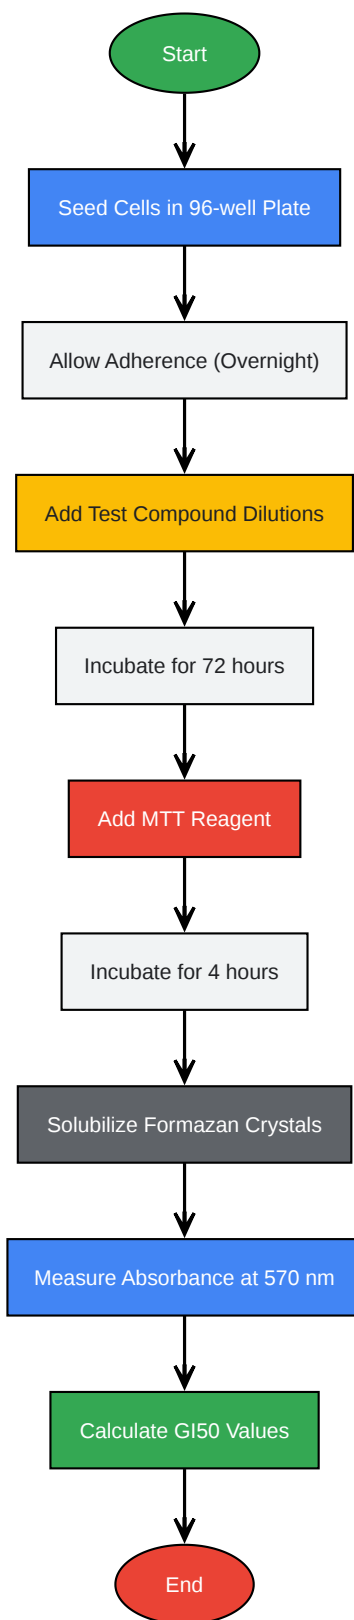 Start
Seed Cells in 96-well Plate
Allow Adherence (Overnight)
Add Test Compound Dilutions
Incubate for 72 hours
Add MTT Reagent
Incubate for 4 hours
Solubilize Formazan Crystals
Measure Absorbance at 570 nm
Calculate GI50 Values
End